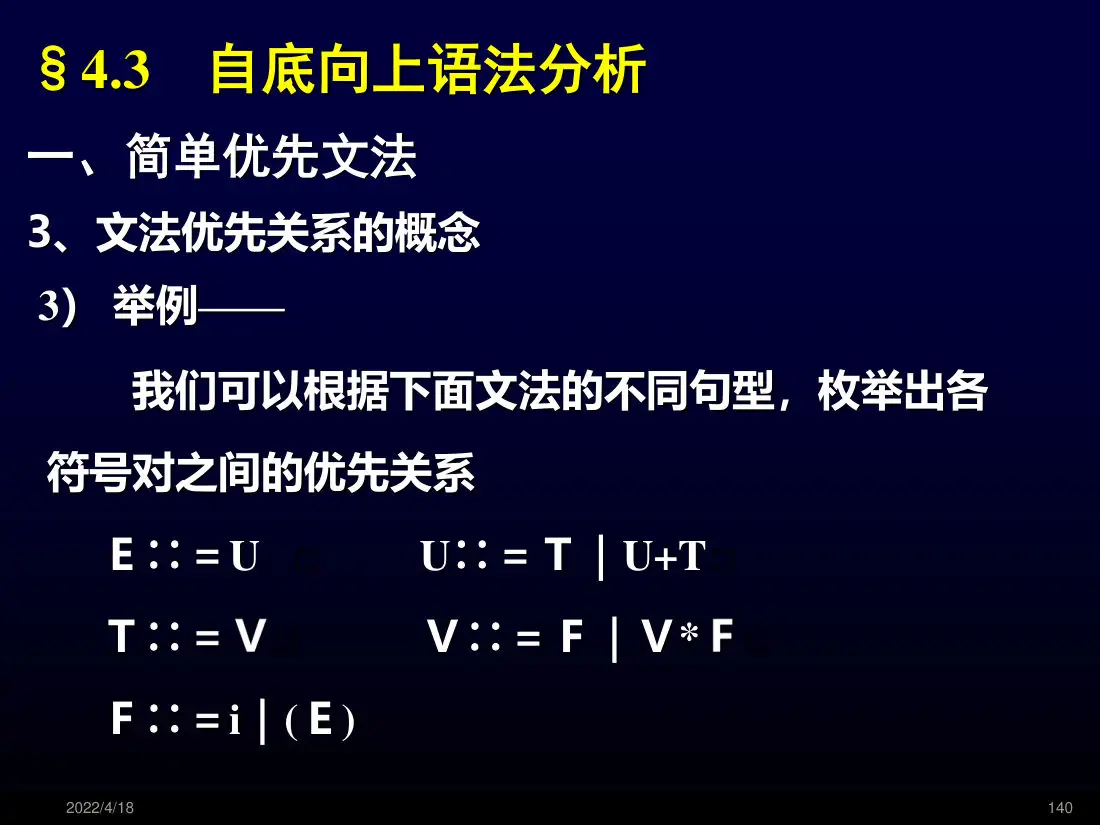 §4.3 自底向上语法分析
一、简单优先文法
3、文法优先关系的概念
3) 举例——
我们可以根据下面文法的不同句型，枚举出各
符号对之间的优先关系
E ∷= U U∷= T | U+T
T ∷= V V ∷= F | V * F
F ∷= i | ( E )
2022/4/18 140